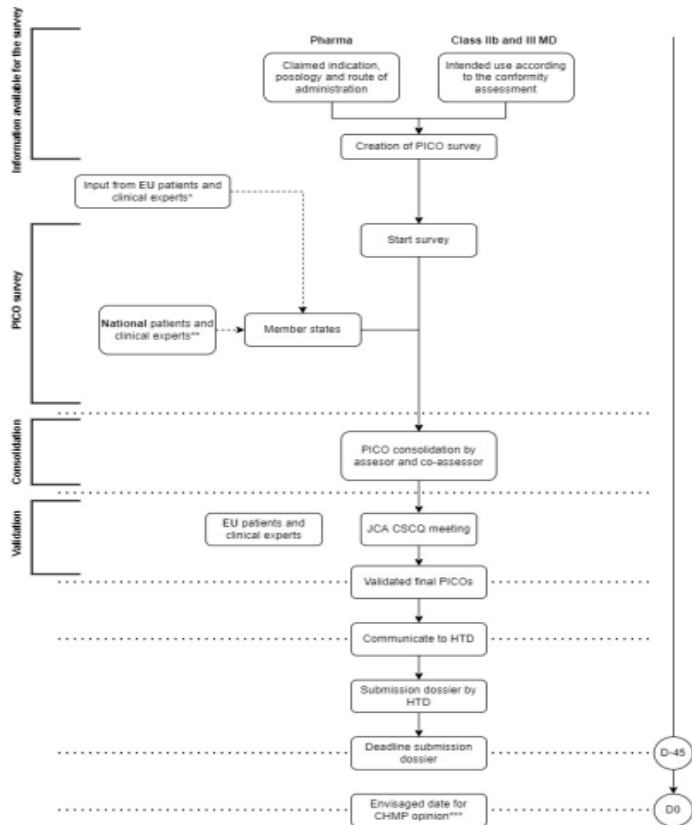 Information available for the survey
Pharma
Class IIb and III MD
Claimed indication,
posology and route of
administration
Intended use according
to the conformity
assessment
Creation of PICO survey
Input from EU patients and
clinical experts*
PICO survey
Start survey
National patients and
clinical experts**
Member states
Consolidation
PICO consolidation by
assesor and co-assessor
Validation
EU patients and
clinical experts
JCA CSCQ meeting
Validated final PICOs
Communicate to HTD
Submission dossier by
HTD
Deadline submission
dossier
D-45
Envisaged date for
CHMP opinion***
D0